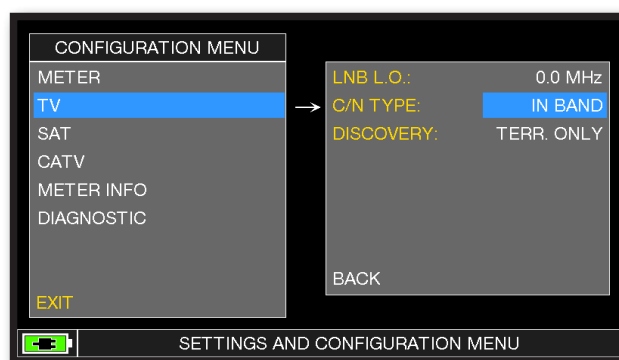 CONFIGURATION MENU
METER
TV
SAT
CATV
METER INFO
DIAGNOSTIC
EXIT
LNB L.O.: 0.0 MHz
C/N TYPE: IN BAND
DISCOVERY: TERR. ONLY
BACK
SETTINGS AND CONFIGURATION MENU